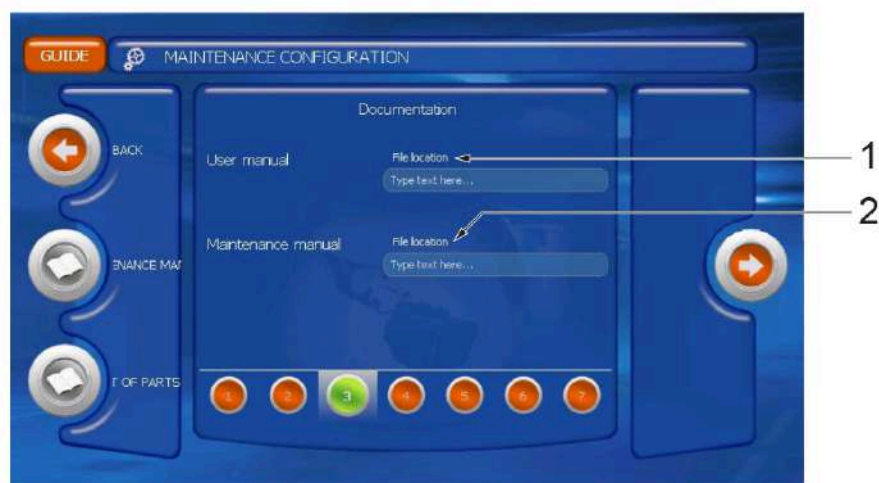 GUIDE
MAINTENANCE CONFIGURATION
Documentation
BACK
User manual
File location
1
Type text here...
2
Maintenance manual
File location
ENANCE MAI
Type text here...
T OF PARTS
1 2 3 4 5 6 7